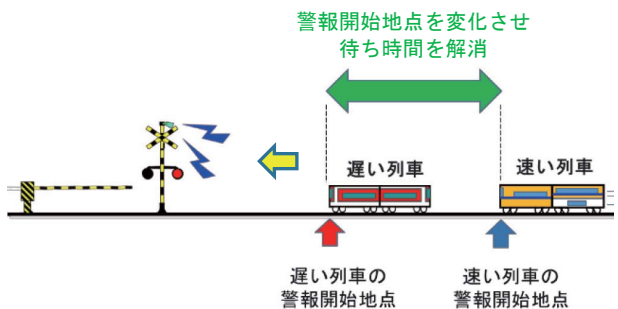 警報開始地点を変化させ
待ち時間を解消
遅い列車
速い列車
遅い列車の
警報開始地点
速い列車の
警報開始地点